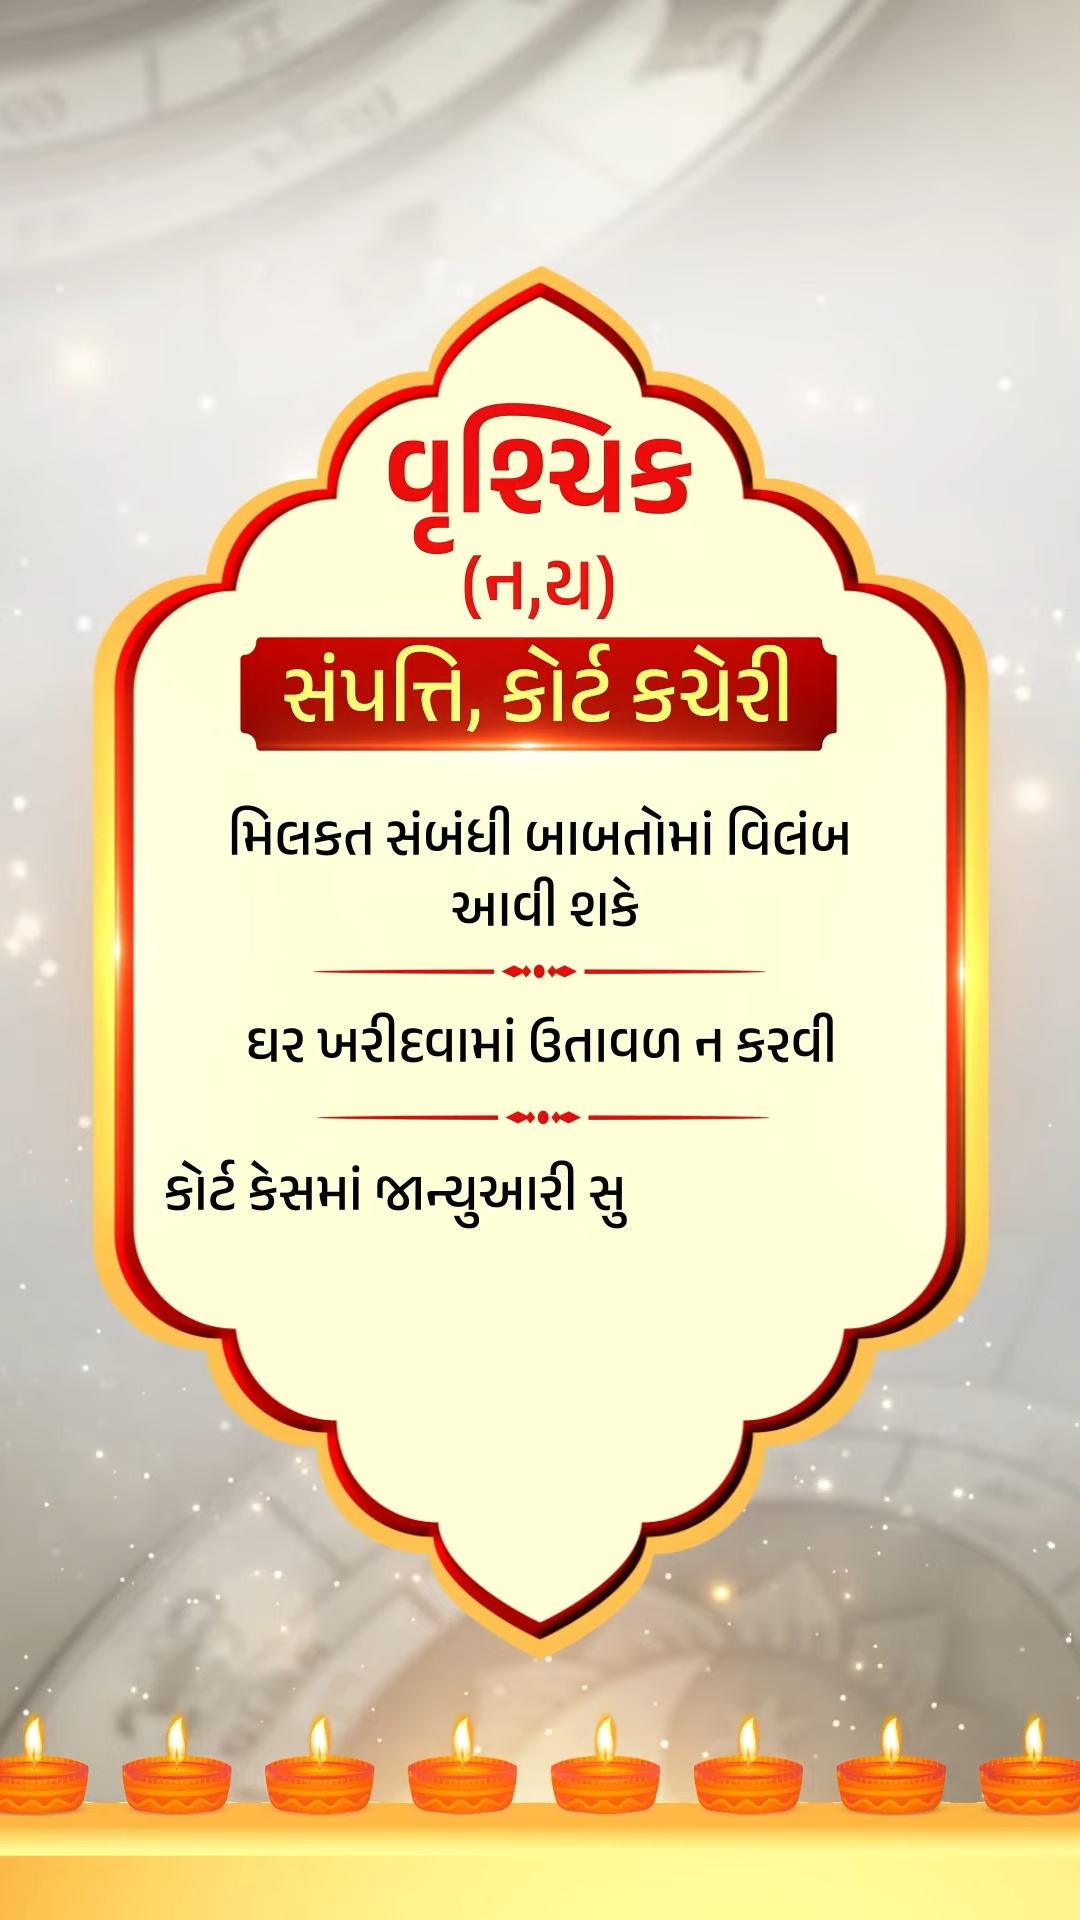 વૃશ્ચિક
(ન,ય)
સંપત્તિ, કોર્ટ કચેરી
મિલકત સંબંધી બાબતોમાં વિલંબ
આવી શકે
ઘર ખરીદવામાં ઉતાવળ ન કરવી
કોર્ટ કેસમાં જાન્યુઆરી સુ